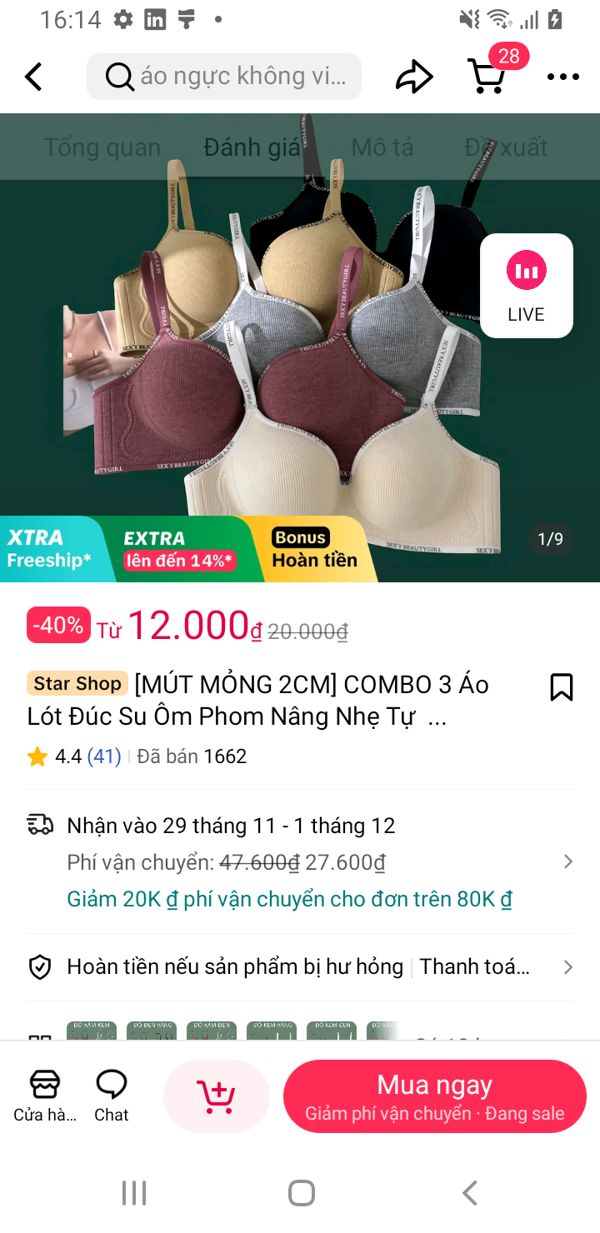 16:14
28
áo ngực không vi...
Tổng quan Đánh giá Mô tả Đề xuất
LIVE
SEXY BEAUTYGIRL
XTRA
Freeship*
EXTRA
lên đến 14%*
Bonus
Hoàn tiền
1/9
-40% Từ 12.000₫ 20.000₫
Star Shop [MÚT MỎNG 2CM] COMBO 3 Áo
Lót Đúc Su Ôm Phom Nâng Nhẹ Tự ...
4.4 (41) Đã bán 1662
Nhận vào 29 tháng 11 - 1 tháng 12
Phí vận chuyển: 47.600₫ 27.600₫
Giảm 20K ₫ phí vận chuyển cho đơn trên 80K ₫
Hoàn tiền nếu sản phẩm bị hư hỏng Thanh toá...
Cửa hà...
Chat
Mua ngay
Giảm phí vận chuyển · Đang sale